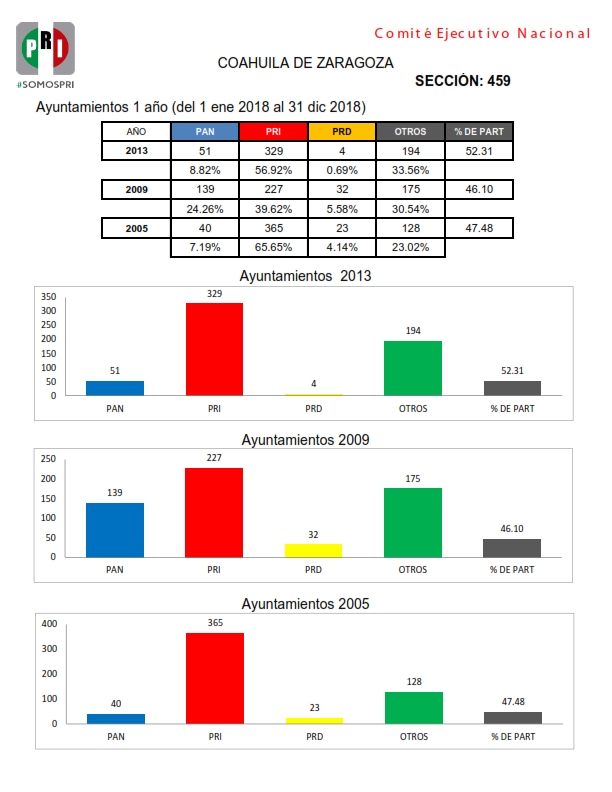 Comité Ejecutivo Nacional
PRI
#SOMOSPRI
COAHUILA DE ZARAGOZA
SECCIÓN: 459
Ayuntamientos 1 año (del 1 ene 2018 al 31 dic 2018)
AÑO PAN PRI PRD OTROS % DE PART
2013 51 329 4 194 52.31
8.82% 56.92% 0.69% 33.56%
2009 139 227 32 175 46.10
24.26% 39.62% 5.58% 30.54%
2005 40 365 23 128 47.48
7.19% 65.65% 4.14% 23.02%
Ayuntamientos 2013
350
300
250
200
150
100
50
0
51 329 4 194 52.31
PAN PRI PRD OTROS % DE PART
Ayuntamientos 2009
250
200
150
100
50
0
139 227 32 175 46.10
PAN PRI PRD OTROS % DE PART
Ayuntamientos 2005
400
300
200
100
0
40 365 23 128 47.48
PAN PRI PRD OTROS % DE PART